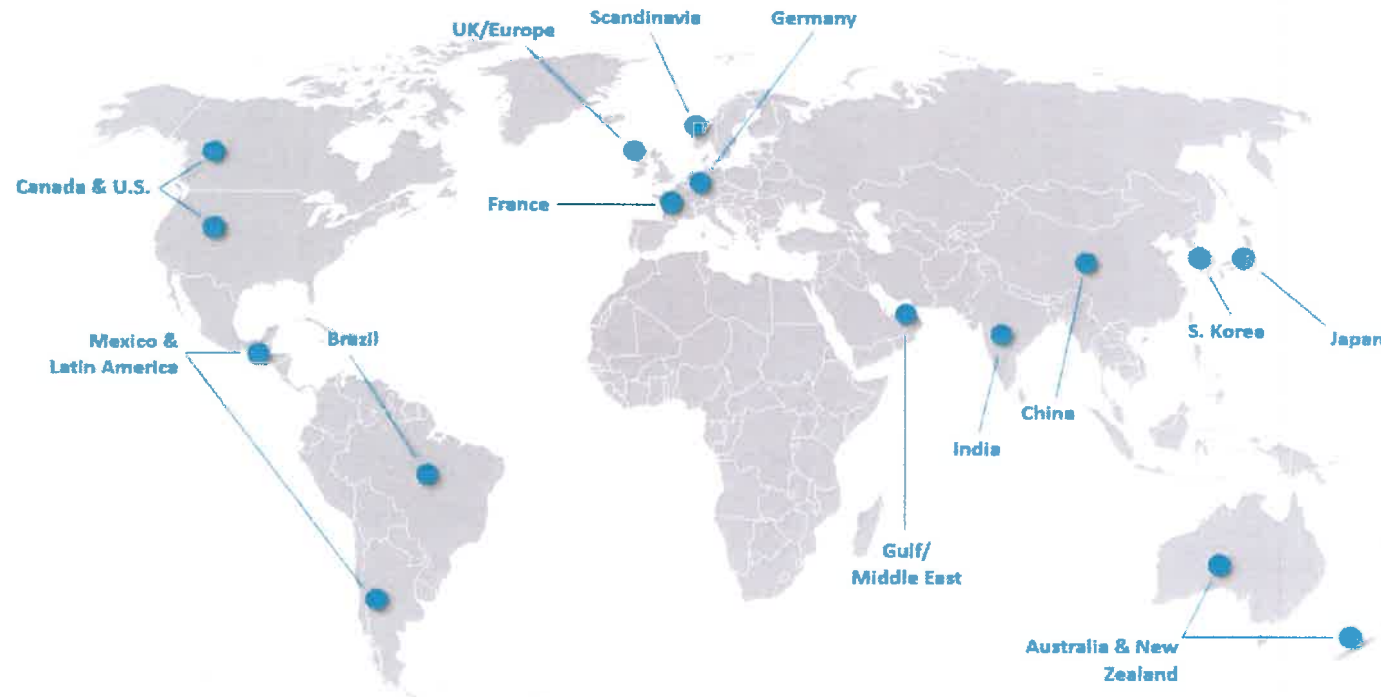 Scandinavia
Germany
UK/Europe
Canada & U.S.
France
Mexico &
Latin America
Brazil
S. Korea
Japan
China
India
Gulf/
Middle East
Australia & New
Zealand